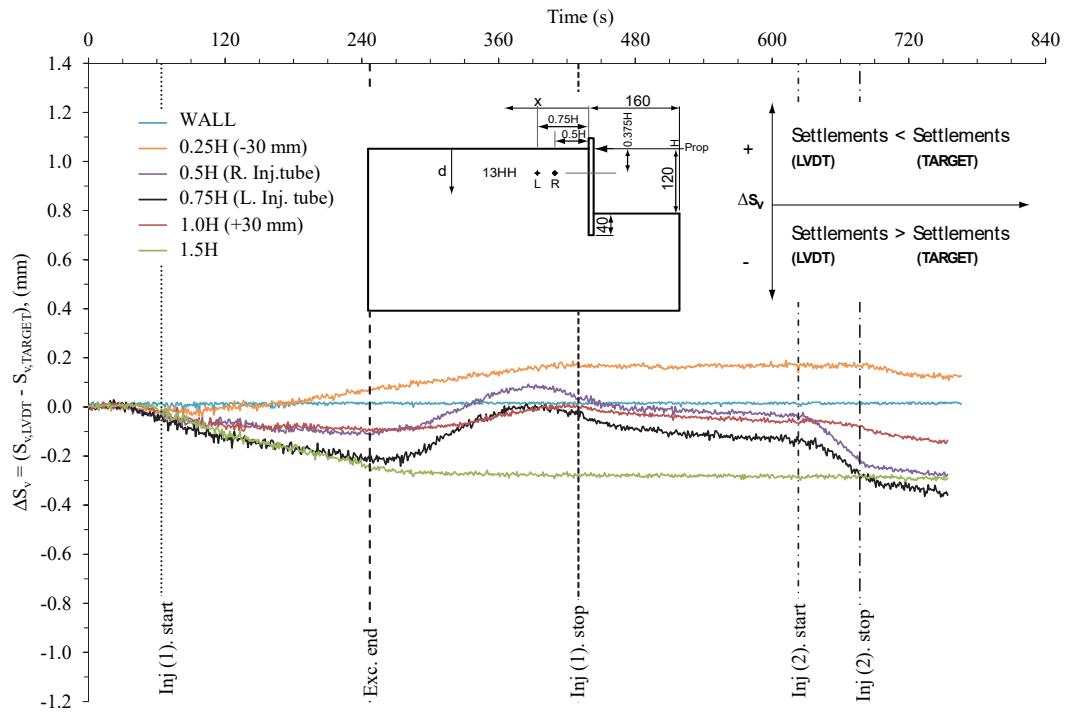 Time (s)
0 120 240 360 480 600 720 840
1.4
1.2
1.0
0.8
0.6
0.4
0.2
0.0
-0.2
-0.4
-0.6
-0.8
-1.0
-1.2
ΔSv = (Sv,LVDT - Sv,TARGET), (mm)
WALL
0.25H (-30 mm)
0.5H (R. Inj.tube)
0.75H (L. Inj. tube)
1.0H (+30 mm)
1.5H
x
160
0.75H
0.5H
0.375H
H
Prop
d
13HH
L R
120
40
+
Settlements < Settlements
(LVDT) (TARGET)
ΔSv
Settlements > Settlements
-
(LVDT) (TARGET)
Inj (1). start
Exc. end
Inj (1). stop
Inj (2). start
Inj (2). stop